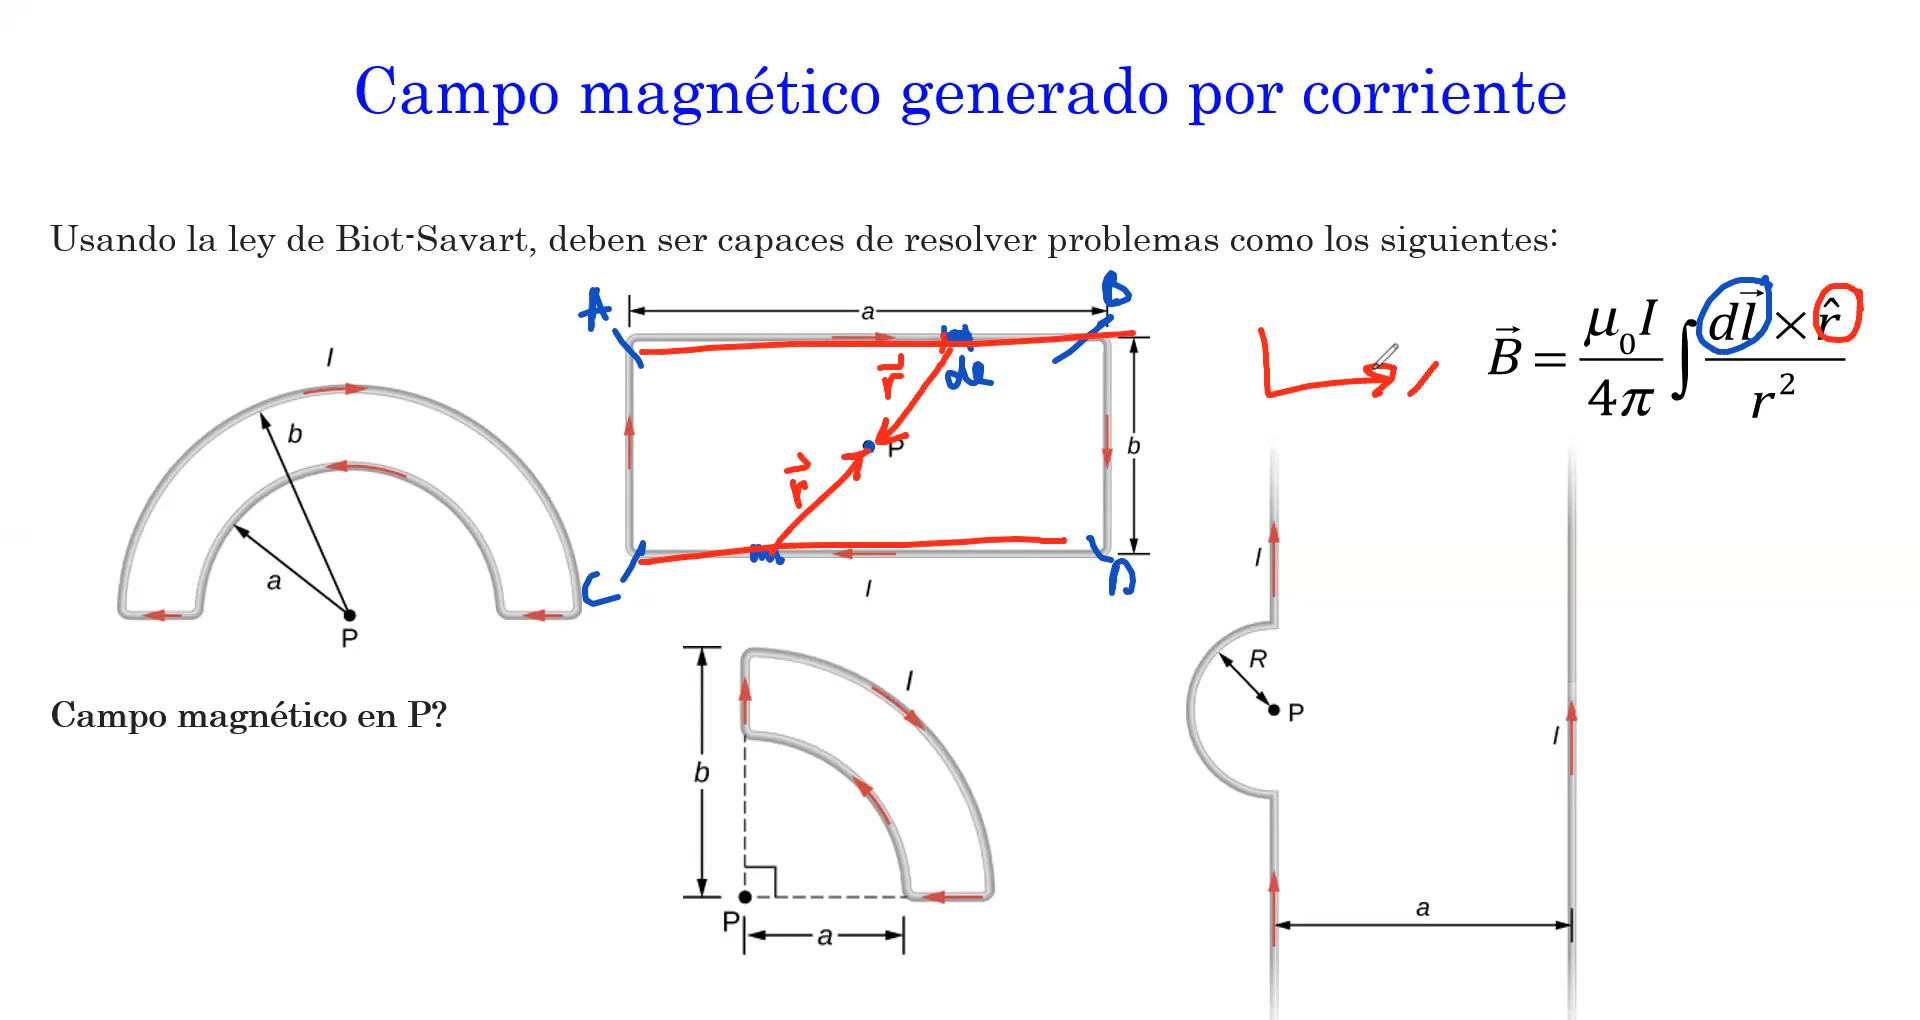 Campo magnético generado por corriente
Usando la ley de Biot-Savart, deben ser capaces de resolver problemas como los siguientes:
A a B
I
b
a
P
r⃗ dl
P
r⃗
b
C I D
B⃗ = μ₀I/4π ∫ dl⃗ × r̂ / r²
Campo magnético en P?
b
I
P
a
I
R
P
I
a